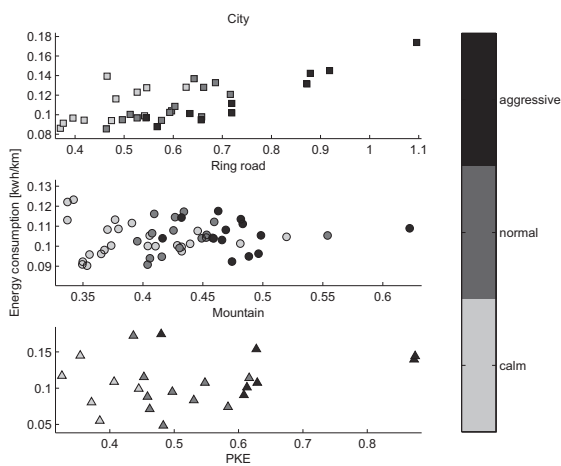 City
0.18
0.16
0.14
0.12
0.1
0.08
0.4 0.5 0.6 0.7 0.8 0.9 1 1.1
Ring road
0.13
0.12
0.11
0.10
0.09
0.35 0.4 0.45 0.5 0.55 0.6
Mountain
0.15
0.1
0.05
0.4 0.5 0.6 0.7 0.8
PKE
Energy consumption [kwh/km]
aggressive
normal
calm